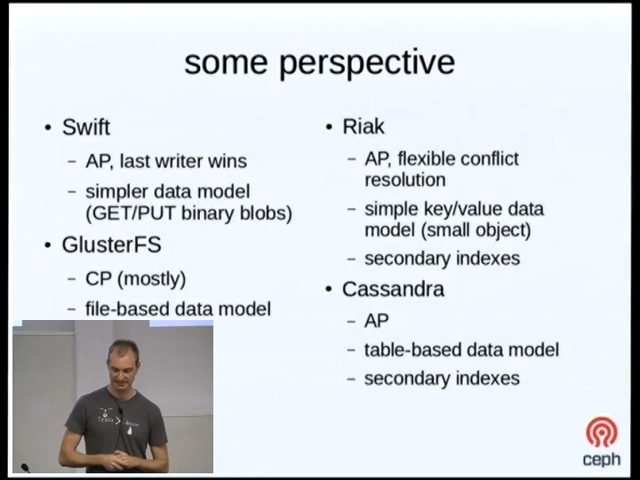 some perspective
• Swift
– AP, last writer wins
– simpler data model
(GET/PUT binary blobs)
• GlusterFS
– CP (mostly)
– file-based data model
• Riak
– AP, flexible conflict
resolution
– simple key/value data
model (small object)
– secondary indexes
• Cassandra
– AP
– table-based data model
– secondary indexes
ceph